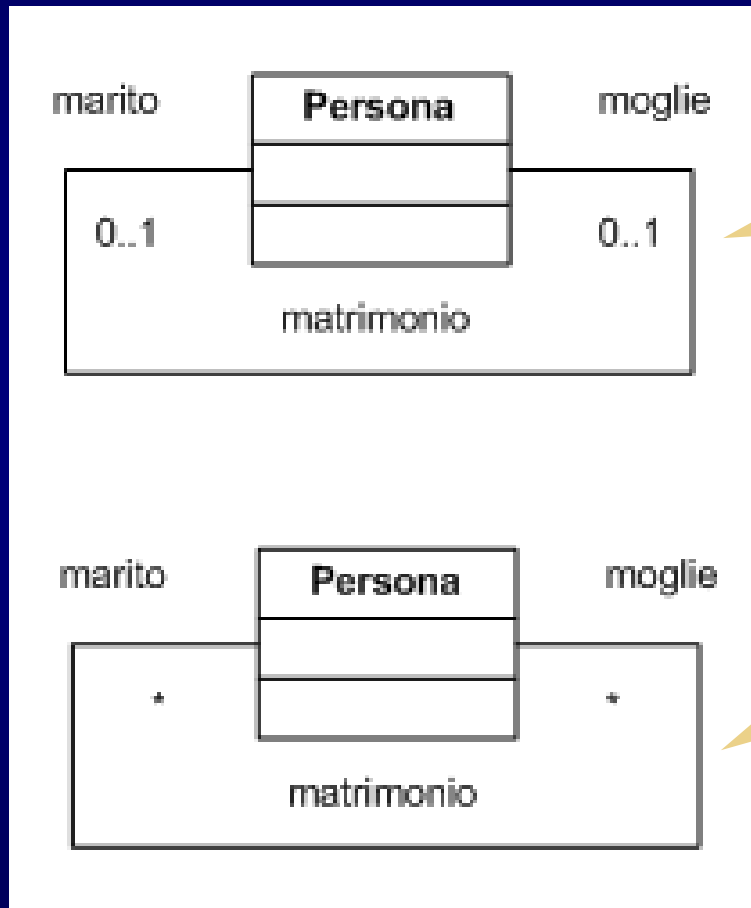 marito Persona moglie
0..1 0..1
matrimonio
marito Persona moglie
* *
matrimonio